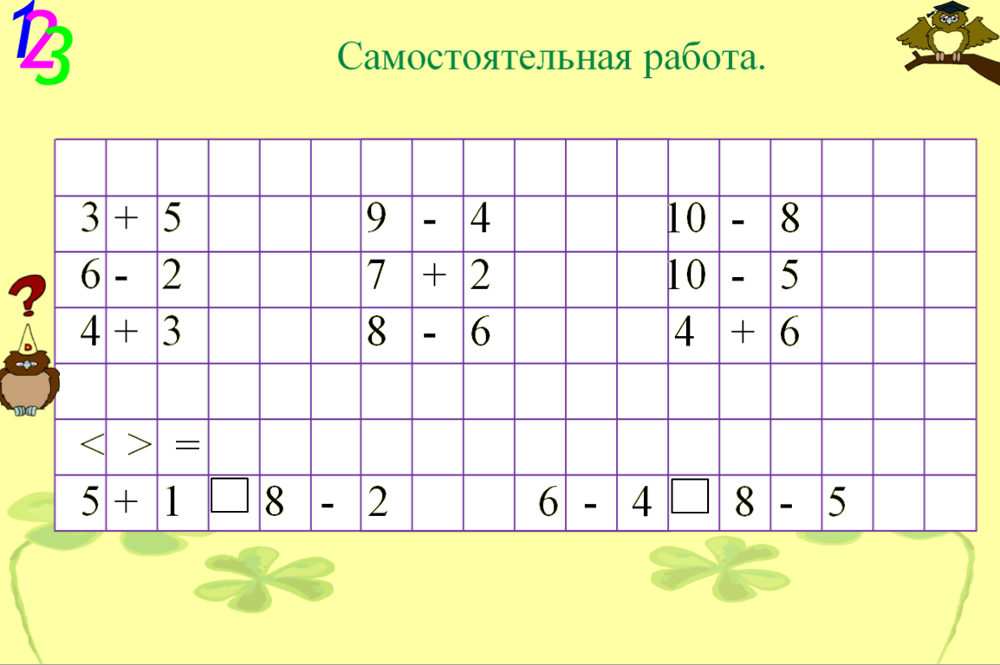 123
Самостоятельная работа.
3 + 5 9 - 4 10 - 8
6 - 2 7 + 2 10 - 5
4 + 3 8 - 6 4 + 6
?
D
< > =
5 + 1 □ 8 - 2 6 - 4 □ 8 - 5